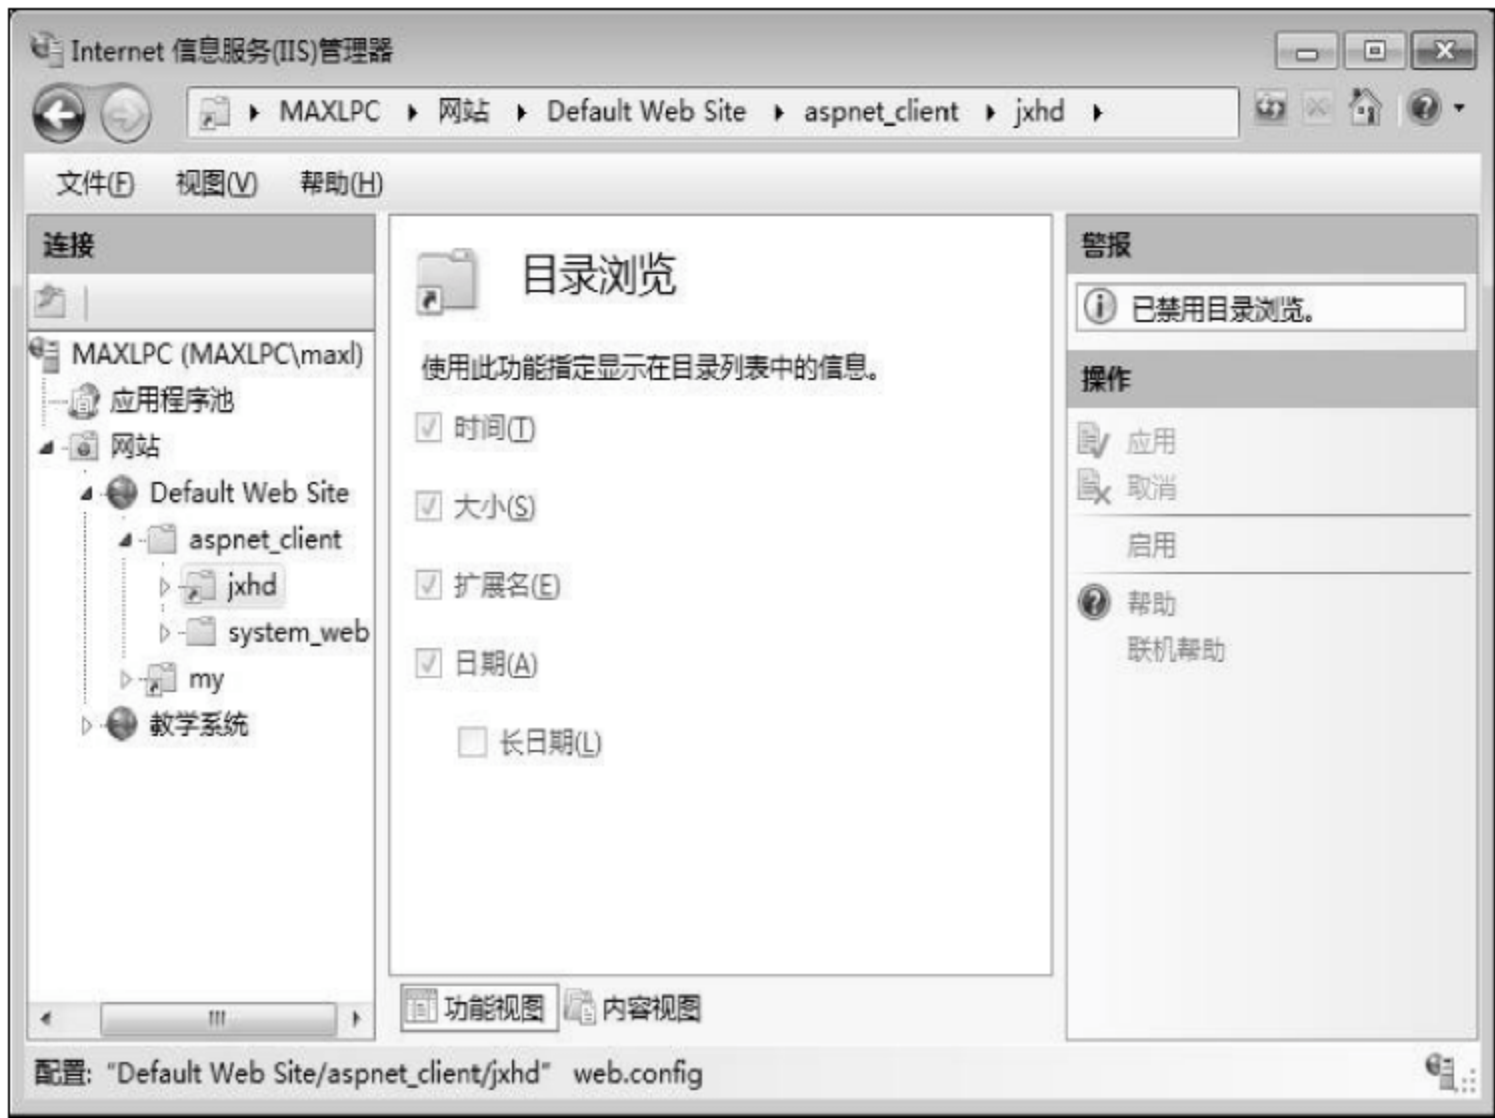 Internet 信息服务(IIS)管理器
MAXLPC 网站 Default Web Site aspnet_client jxhd
文件(F) 视图(V) 帮助(H)
连接
MAXLPC (MAXLPC\maxl)
应用程序池
网站
Default Web Site
aspnet_client
jxhd
system_web
my
教学系统
目录浏览
使用此功能指定显示在目录列表中的信息。
时间(T)
大小(S)
扩展名(E)
日期(A)
长日期(L)
功能视图 内容视图
警报
已禁用目录浏览。
操作
应用
取消
启用
帮助
联机帮助
配置: "Default Web Site/aspnet_client/jxhd" web.config